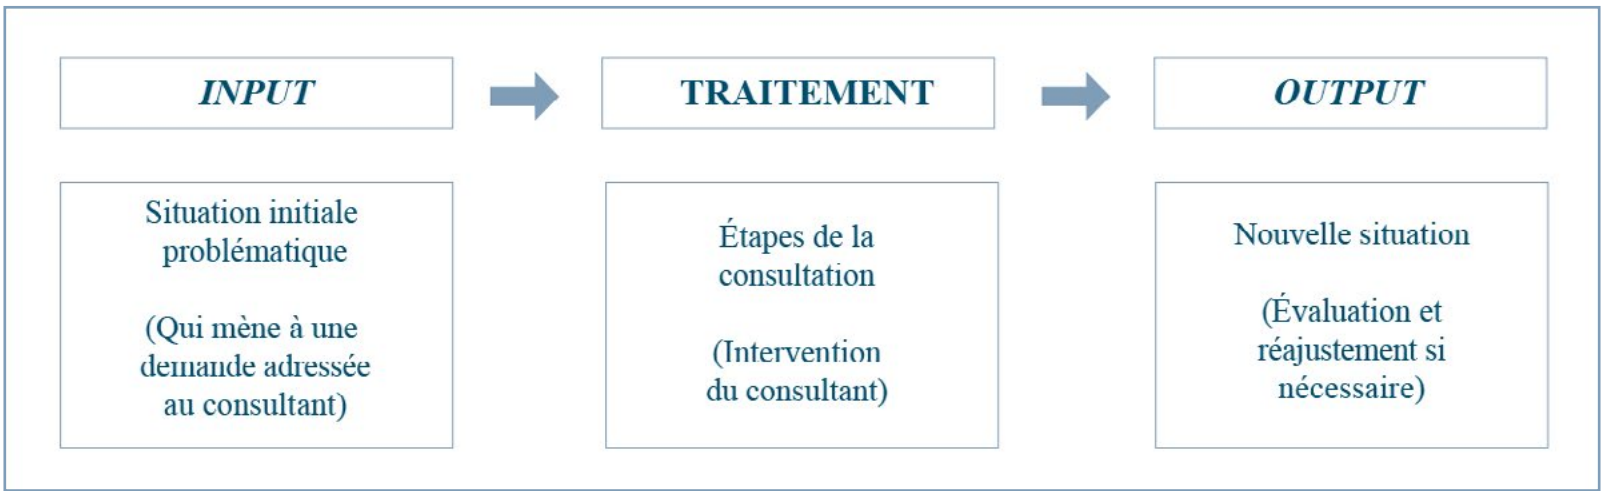 INPUT
TRAITEMENT
OUTPUT
Situation initiale
problématique
(Qui mène à une
demande adressée
au consultant)
Étapes de la
consultation
(Intervention
du consultant)
Nouvelle situation
(Évaluation et
réajustement si
nécessaire)